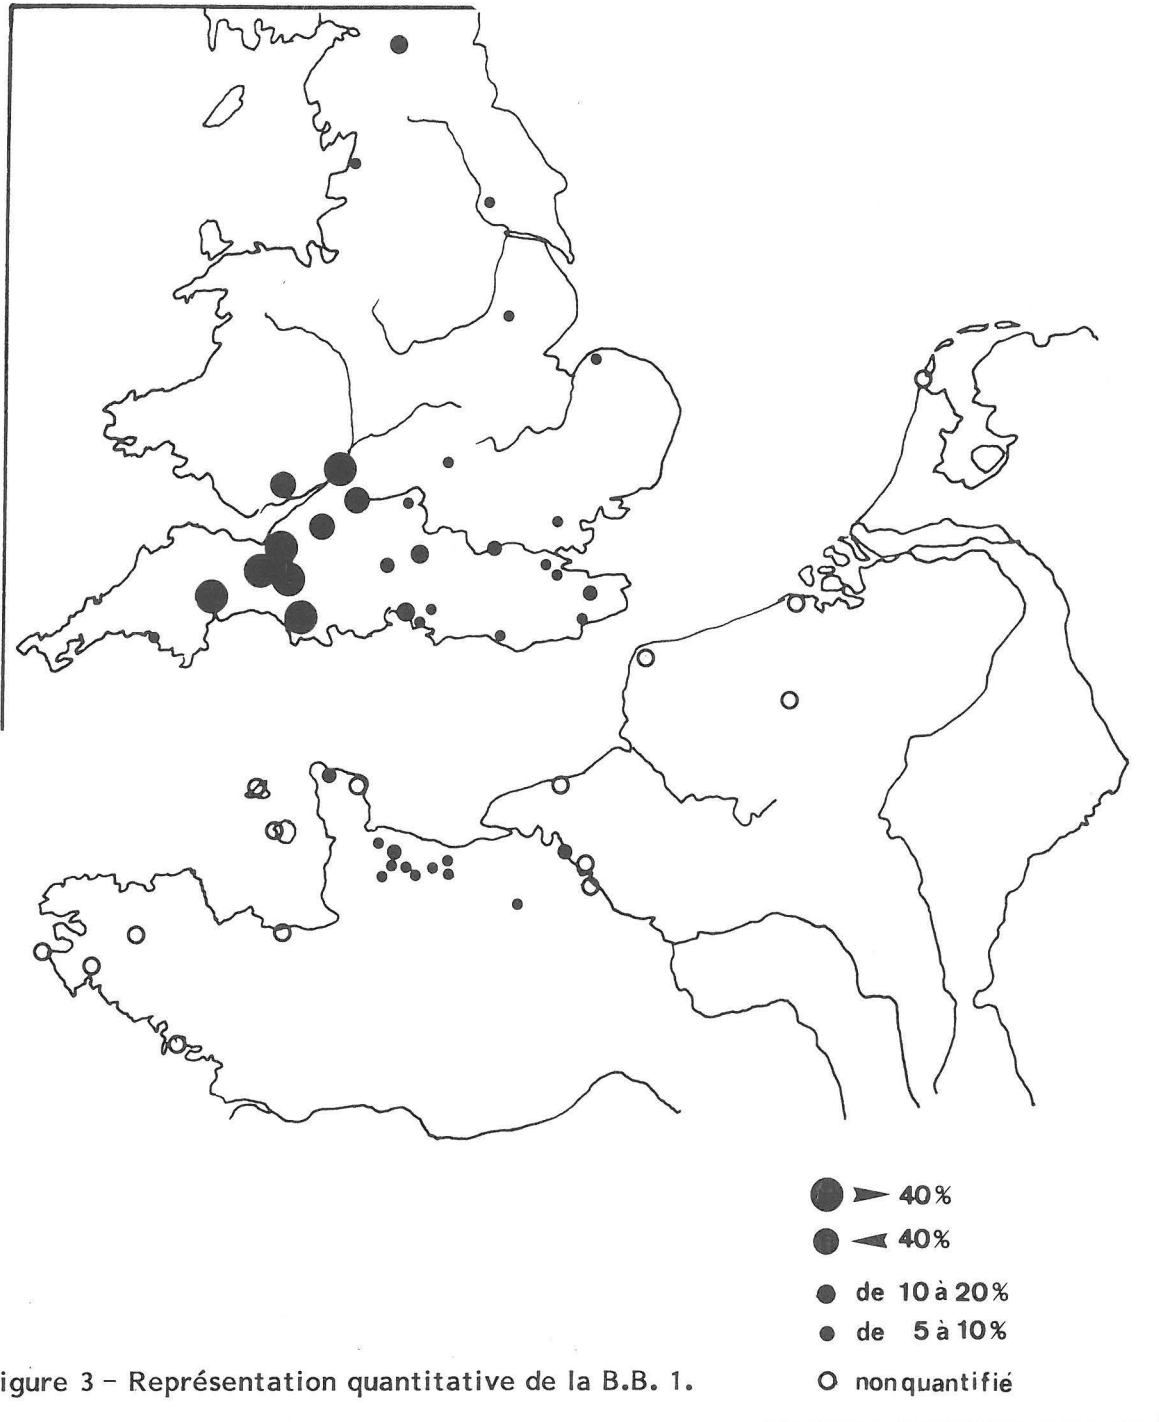 40%
40%
de 10 à 20%
de 5 à 10%
non quantifié
igure 3 - Représentation quantitative de la B.B. 1.